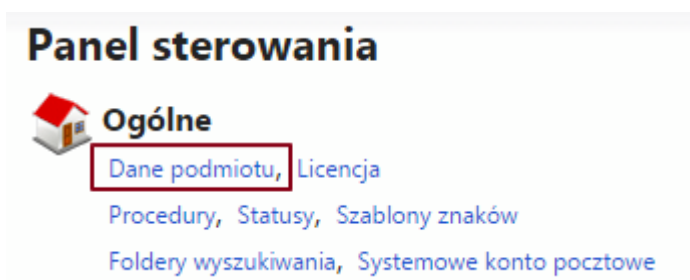 Panel sterowania
Ogólne
Dane podmiotu, Licencja
Procedury, Statusy, Szablony znaków
Foldery wyszukiwania, Systemowe konto pocztowe